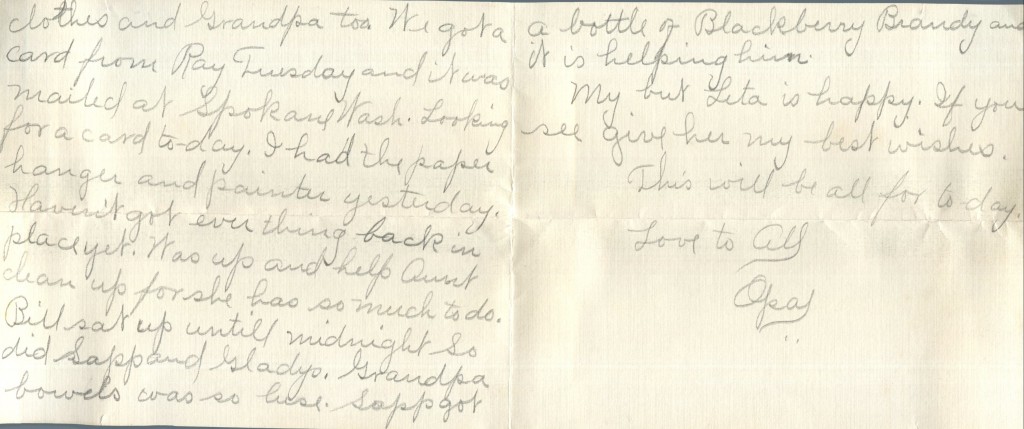 clothes and Grandpa too. We got a
card from Ray Tuesday and it was
mailed at Spokane Wash. Looking
for a card to-day. I had the paper
hanger and painter yesterday.
Haven't got ever thing back in
place yet. Was up and help Aunt
clean up for she has so much to do.
Bill sat up untill midnight So
did Sapp and Gladys. Grandpa
bowels was so luse. Sapp got
a bottle of Blackberry Brandy and
it is helping him.
My but Leta is happy. If you
see give her my best wishes.
This will be all for to-day.
Love to All
Opal